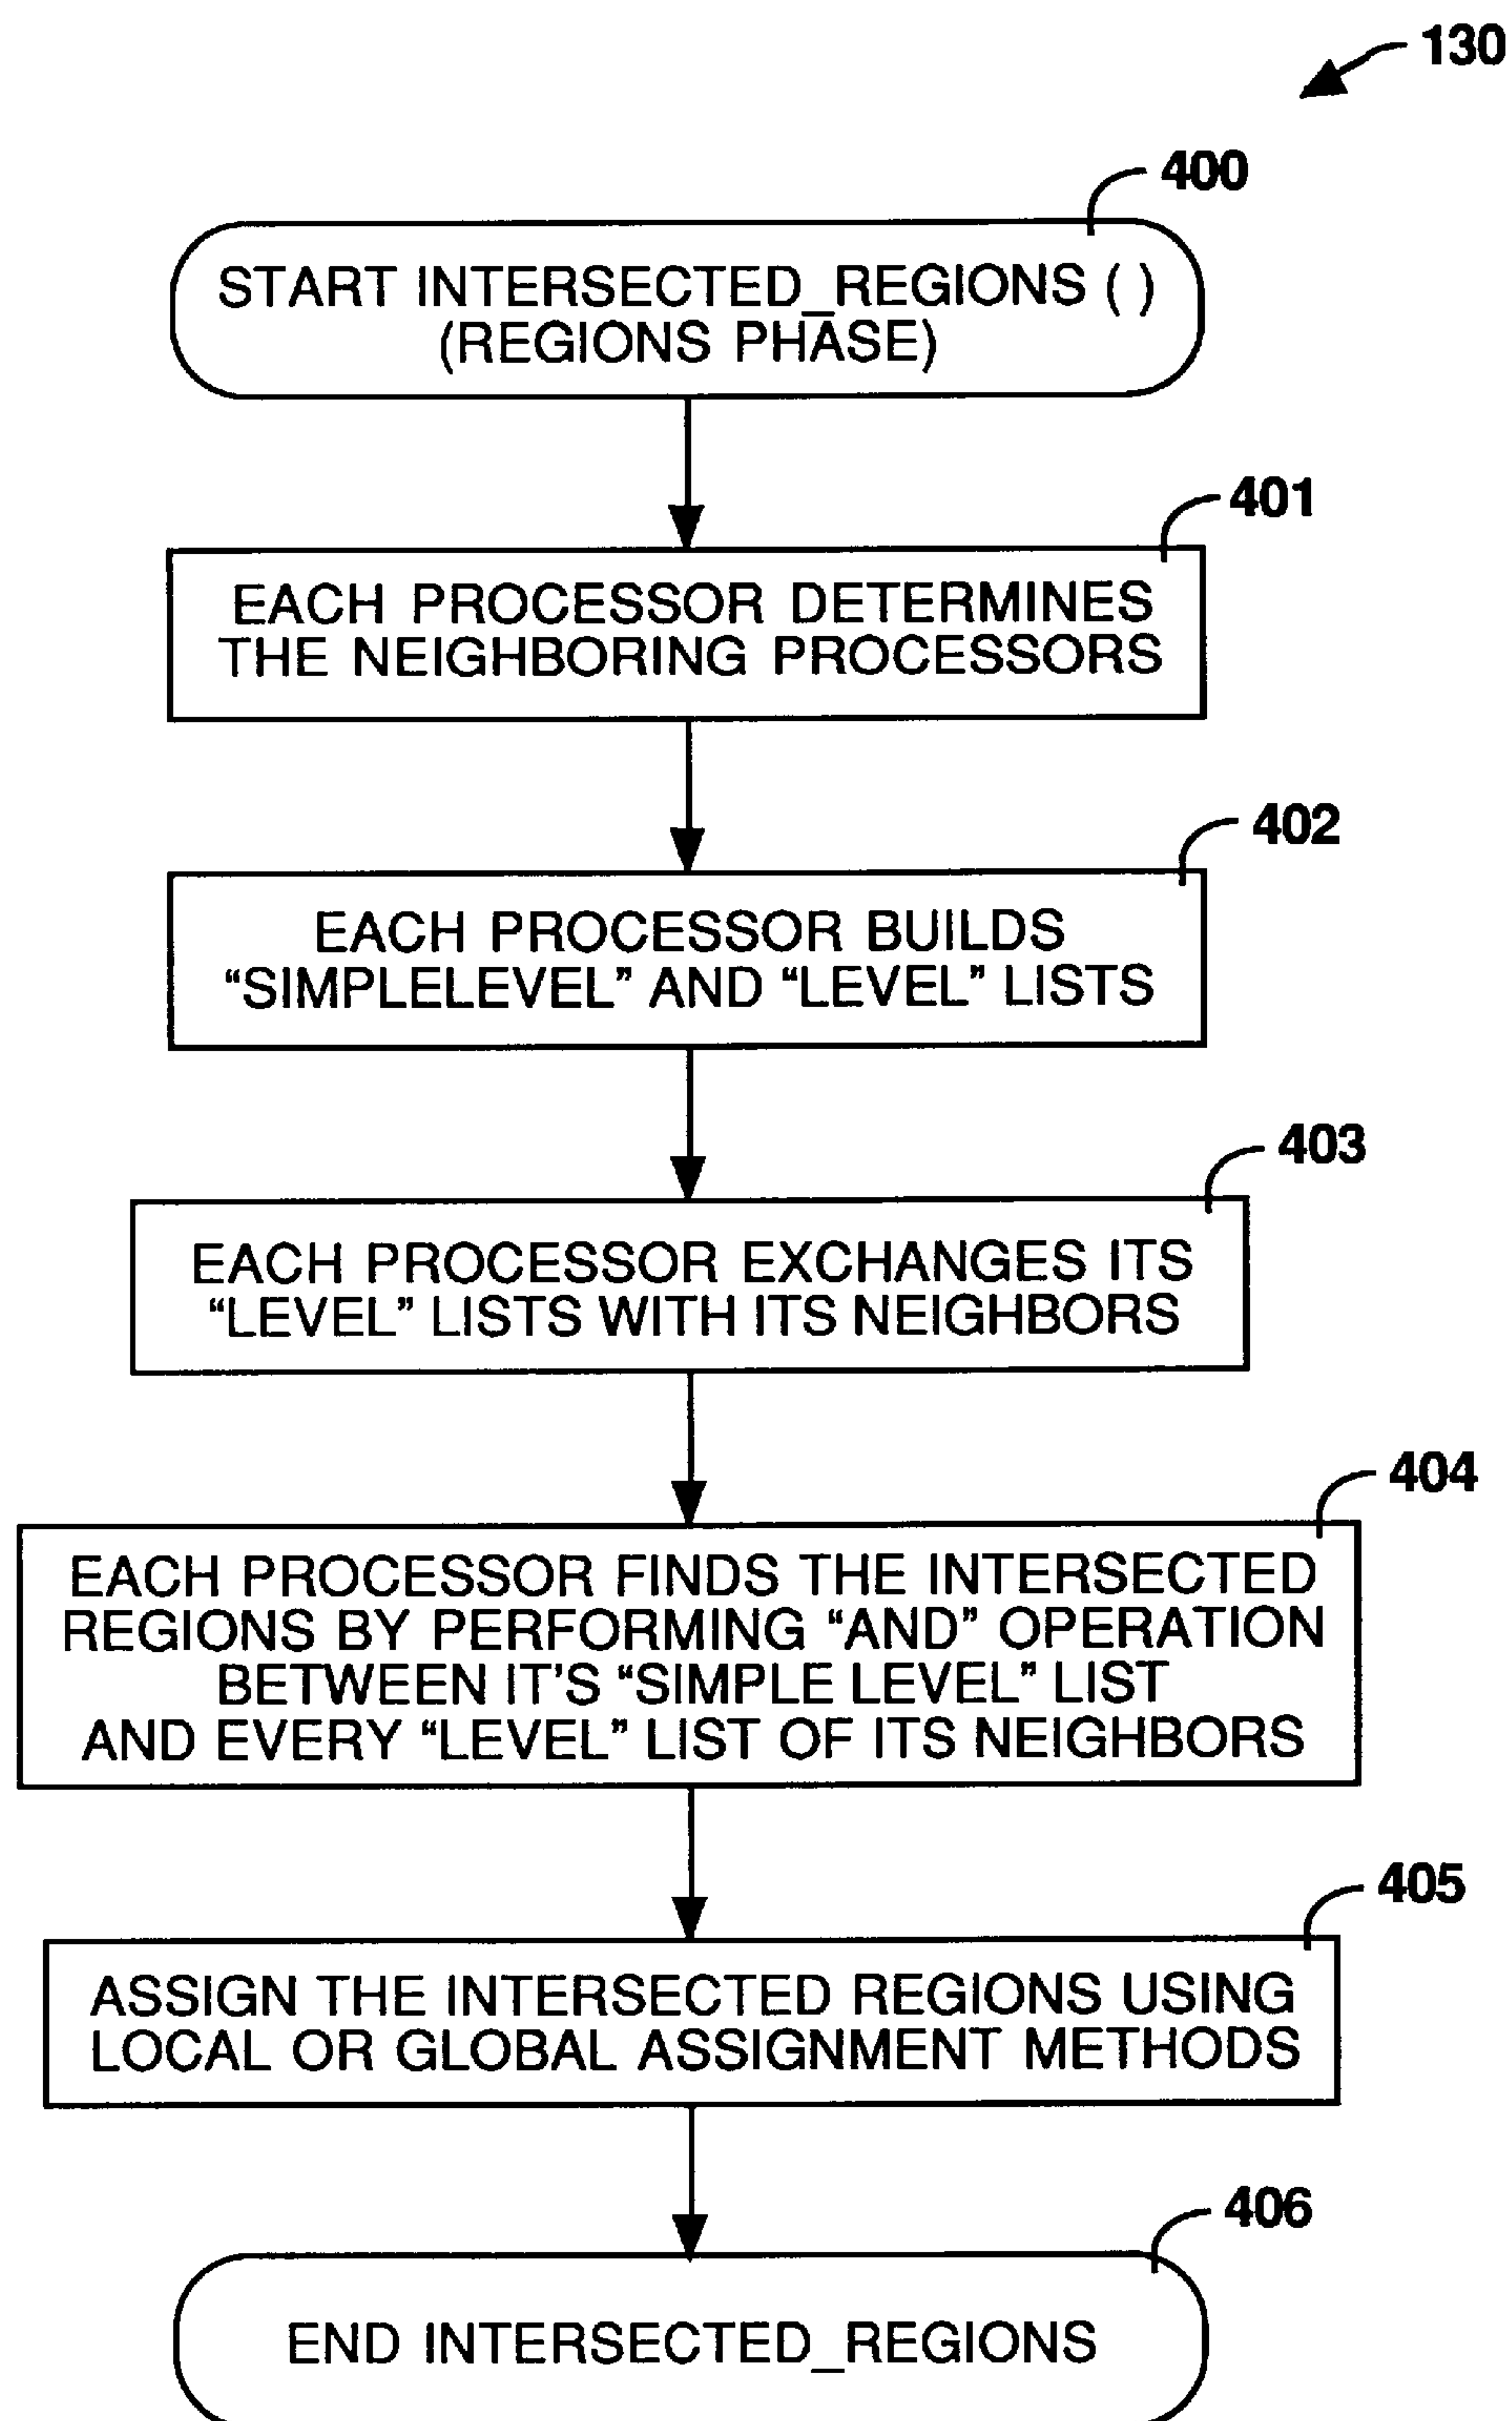 130
400
START INTERSECTED_REGIONS ( )
(REGIONS PHASE)
401
EACH PROCESSOR DETERMINES
THE NEIGHBORING PROCESSORS
402
EACH PROCESSOR BUILDS
“SIMPLELEVEL” AND “LEVEL” LISTS
403
EACH PROCESSOR EXCHANGES ITS
“LEVEL” LISTS WITH ITS NEIGHBORS
404
EACH PROCESSOR FINDS THE INTERSECTED
REGIONS BY PERFORMING “AND” OPERATION
BETWEEN IT'S “SIMPLE LEVEL” LIST
AND EVERY “LEVEL” LIST OF ITS NEIGHBORS
405
ASSIGN THE INTERSECTED REGIONS USING
LOCAL OR GLOBAL ASSIGNMENT METHODS
406
END INTERSECTED_REGIONS